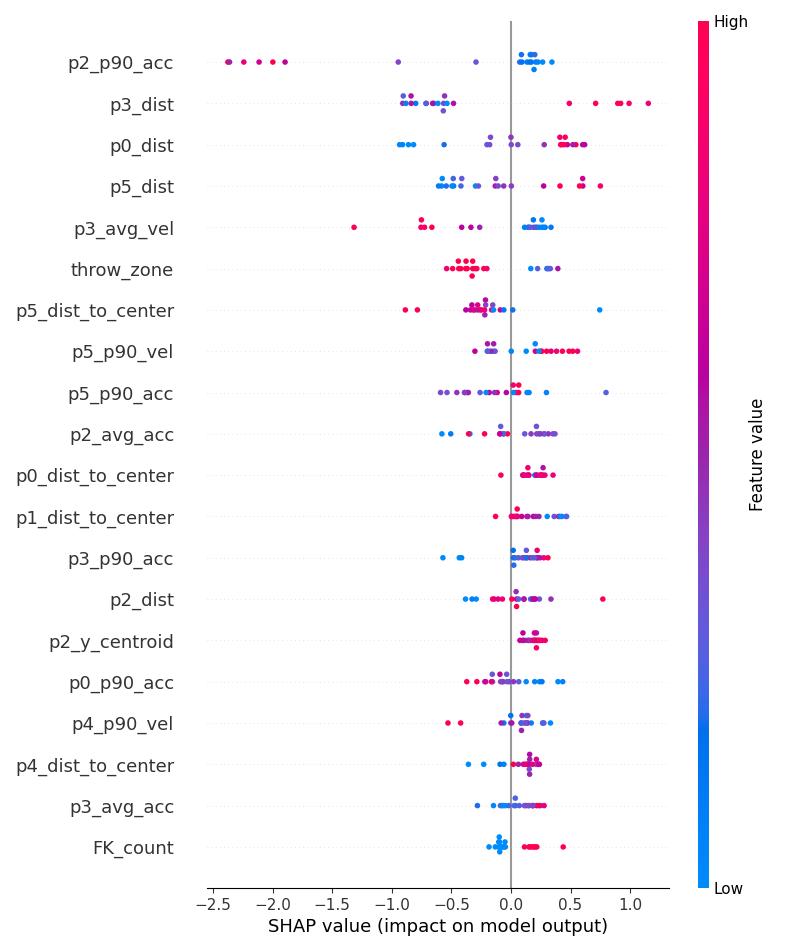 High
p2_p90_acc
p3_dist
p0_dist
p5_dist
p3_avg_vel
throw_zone
p5_dist_to_center
p5_p90_vel
p5_p90_acc
p2_avg_acc
p0_dist_to_center
p1_dist_to_center
p3_p90_acc
p2_dist
p2_y_centroid
p0_p90_acc
p4_p90_vel
p4_dist_to_center
p3_avg_acc
FK_count
Feature value
Low
−2.5 −2.0 −1.5 −1.0 −0.5 0.0 0.5 1.0
SHAP value (impact on model output)